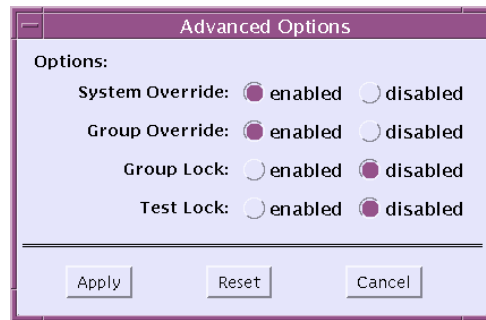 Advanced Options
Options:
System Override: enabled disabled
Group Override: enabled disabled
Group Lock: enabled disabled
Test Lock: enabled disabled
Apply Reset Cancel